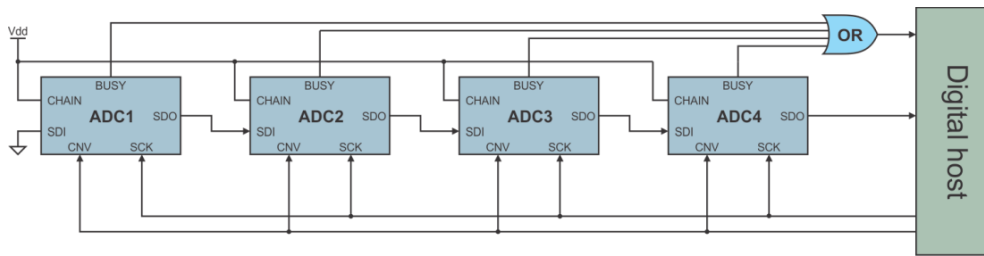 Vdd
OR
BUSY
CHAIN
ADC1
SDO
SDI
CNV
SCK
BUSY
CHAIN
ADC2
SDO
SDI
CNV
SCK
BUSY
CHAIN
ADC3
SDO
SDI
CNV
SCK
BUSY
CHAIN
ADC4
SDO
SDI
CNV
SCK
Digital host